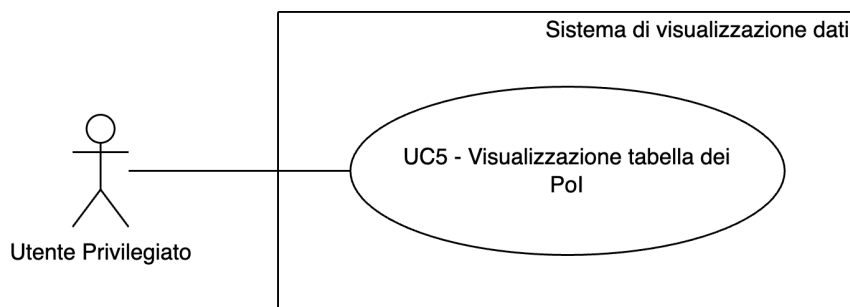 Sistema di visualizzazione dati
UC5 - Visualizzazione tabella dei
PoI
Utente Privilegiato